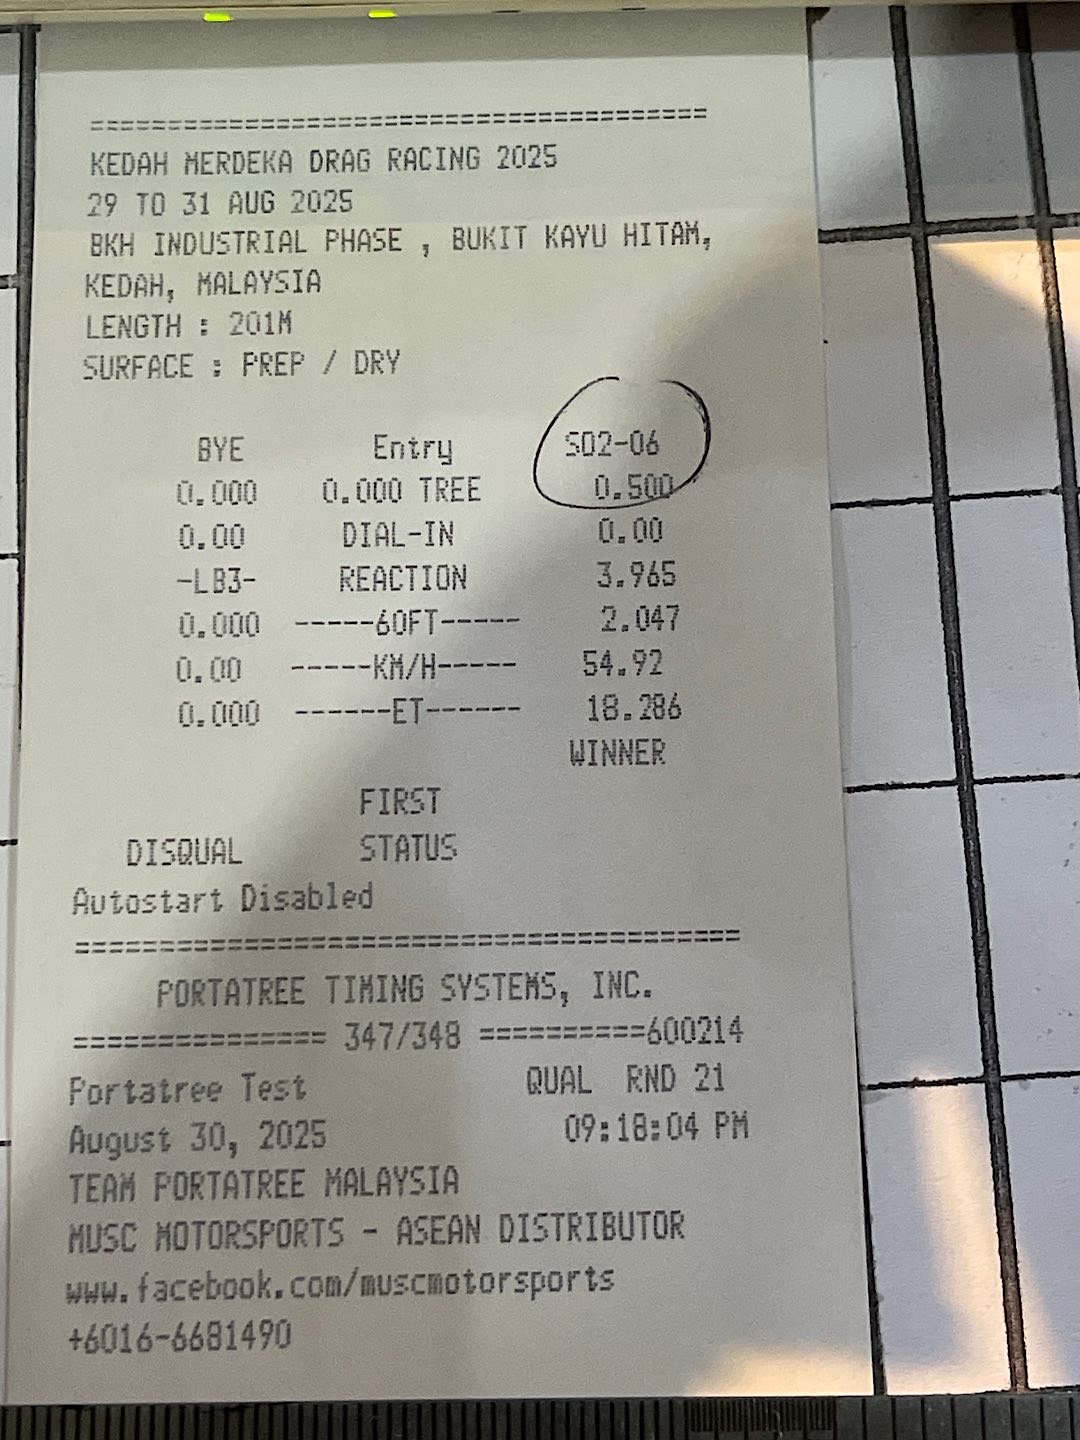 =======================================
KEDAH MERDEKA DRAG RACING 2025
29 TO 31 AUG 2025
BKH INDUSTRIAL PHASE , BUKIT KAYU HITAM,
KEDAH, MALAYSIA
LENGTH : 201M
SURFACE : PREP / DRY
BYE Entry SO2-06
0.000 0.000 TREE 0.500
0.00 DIAL-IN 0.00
-LB3- REACTION 3.965
0.000 -----60FT----- 2.047
0.00 -----KM/H----- 54.92
0.000 ------ET------ 18.286
WINNER
FIRST
DISQUAL STATUS
Autostart Disabled
========================================
PORTATREE TIMING SYSTEMS, INC.
=============== 347/348 ==========600214
Portatree Test QUAL RND 21
August 30, 2025 09:18:04 PM
TEAM PORTATREE MALAYSIA
MUSC MOTORSPORTS - ASEAN DISTRIBUTOR
www.facebook.com/muscmotorsports
+6016-6681490